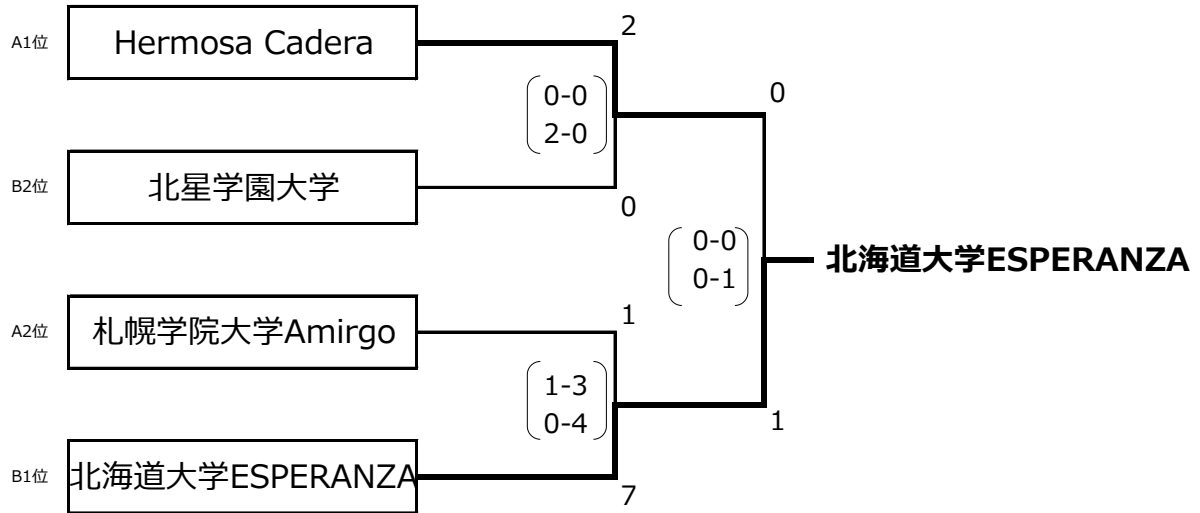 A1位
Hermosa Cadera
2
0-0
2-0
0
B2位
北星学園大学
0
0-0
0-1
北海道大学ESPERANZA
A2位
札幌学院大学Amirgo
1
1-3
0-4
1
B1位
北海道大学ESPERANZA
7